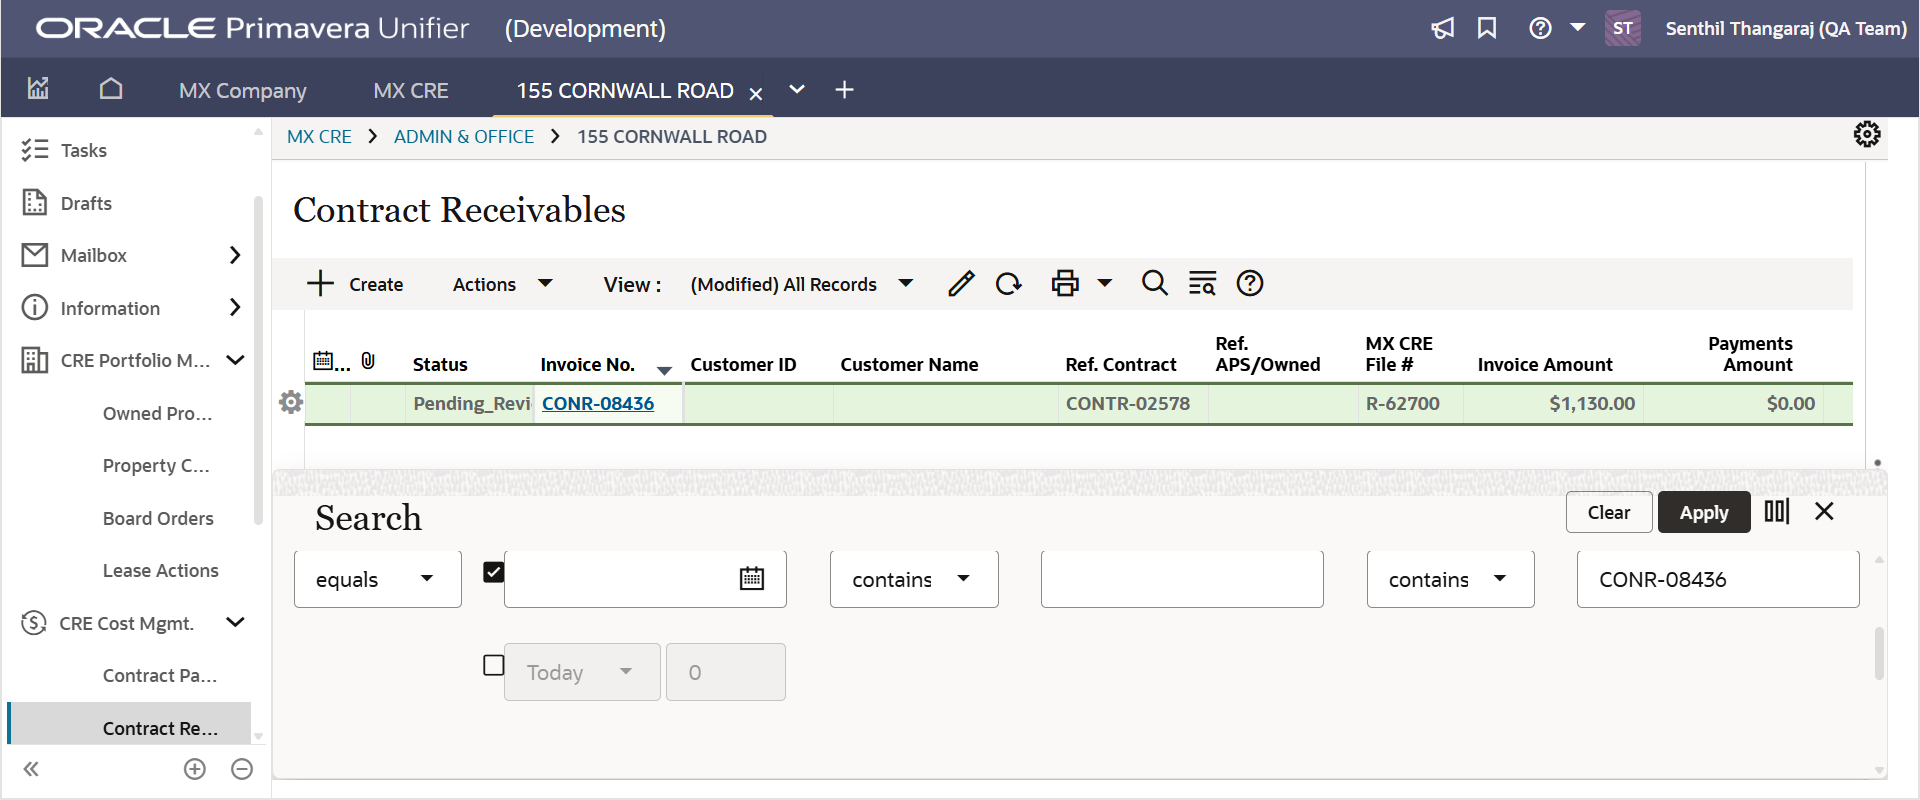 ORACLE Primavera Unifier (Development)
ST Senthil Thangaraj (QA Team)
MX Company MX CRE 155 CORNWALL ROAD
MX CRE ADMIN & OFFICE 155 CORNWALL ROAD
Tasks
Drafts
Mailbox
Information
CRE Portfolio M...
Owned Pro...
Property C...
Board Orders
Lease Actions
CRE Cost Mgmt.
Contract Pa...
Contract Re...
Contract Receivables
Create Actions View : (Modified) All Records
... Status Invoice No. Customer ID Customer Name Ref. Contract Ref. APS/Owned MX CRE File # Invoice Amount Payments Amount
Pending_Revi CONR-08436 CONTR-02578 R-62700 $1,130.00 $0.00
Search
Clear Apply
equals contains contains CONR-08436
Today 0